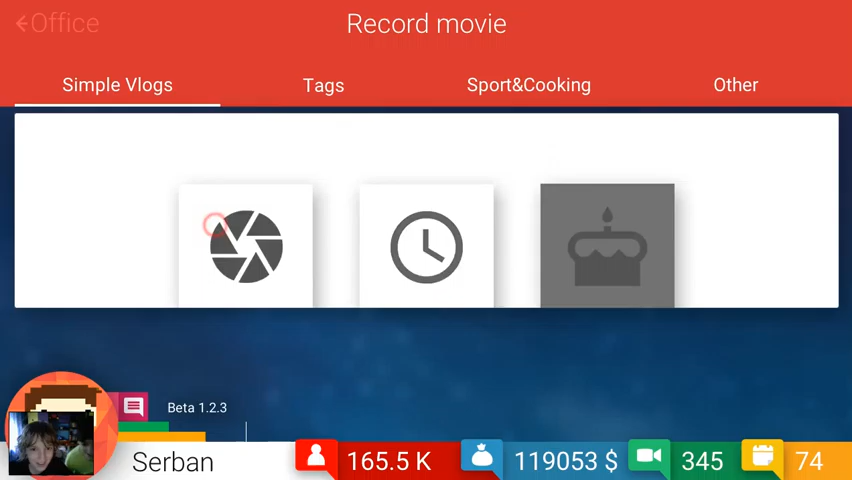 Office
Record movie
Simple Vlogs
Tags
Sport&Cooking
Other
Beta 1.2.3
Serban
165.5 K
119053 $
345
74